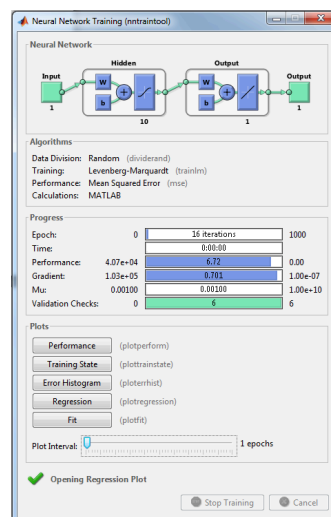 Neural Network Training (nntraintool)
Neural Network
Hidden Output
Input Output
W W
b b
1 10 1 1
Algorithms
Data Division: Random (dividerand)
Training: Levenberg-Marquardt (trainlm)
Performance: Mean Squared Error (mse)
Calculations: MATLAB
Progress
Epoch: 0 16 iterations 1000
Time: 0:00:00
Performance: 4.07e+04 6.72 0.00
Gradient: 1.03e+05 0.701 1.00e-07
Mu: 0.00100 0.00100 1.00e+10
Validation Checks: 0 6 6
Plots
Performance (plotperform)
Training State (plottrainstate)
Error Histogram (ploterrhist)
Regression (plotregression)
Fit (plotfit)
Plot Interval: 1 epochs
Opening Regression Plot
Stop Training Cancel